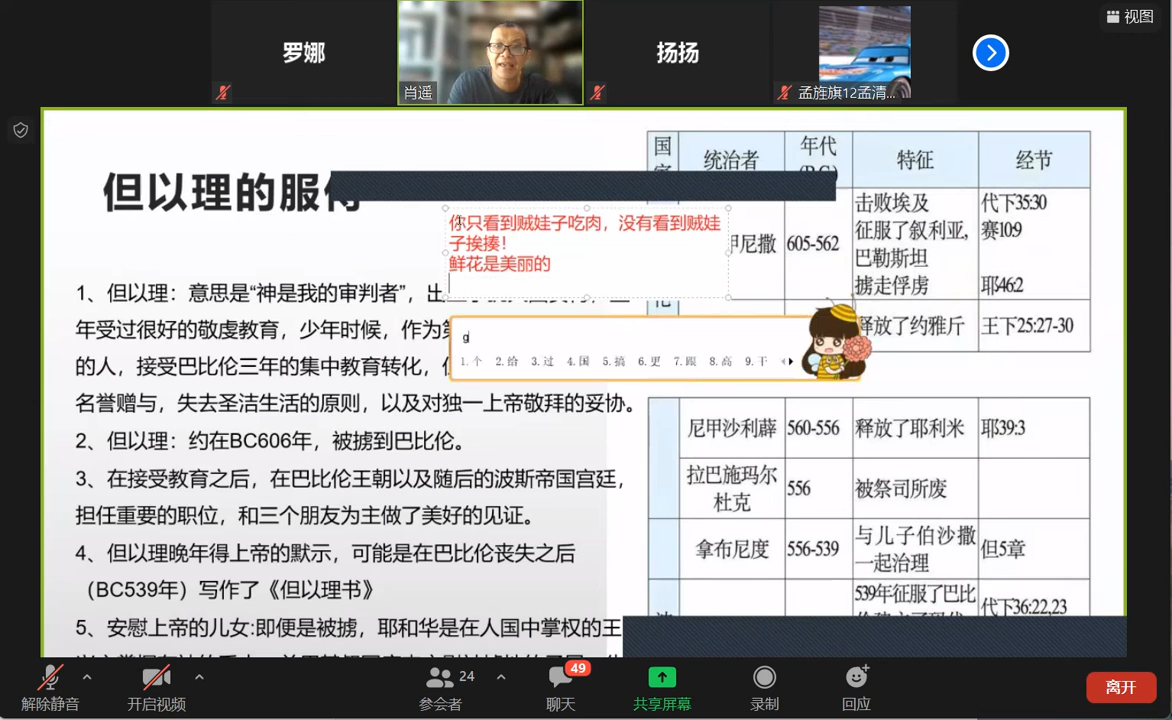 视图
罗娜
肖遥
扬扬
孟旌旗12孟清...
但以理的服
你只看到贼娃子吃肉，没有看到贼娃
子挨揍！
鲜花是美丽的
g
1.个 2.给 3.过 4.国 5.搞 6.更 7.跟 8.高 9.干
1、但以理：意思是“神是我的审判者”，出
年受过很好的敬虔教育，少年时候，作为
的人，接受巴比伦三年的集中教育转化，
名誉赠与，失去圣洁生活的原则，以及对独一上帝敬拜的妥协。
2、但以理：约在BC606年，被掳到巴比伦。
3、在接受教育之后，在巴比伦王朝以及随后的波斯帝国宫廷，
担任重要的职位，和三个朋友为主做了美好的见证。
4、但以理晚年得上帝的默示，可能是在巴比伦丧失之后
（BC539年）写作了《但以理书》
5、安慰上帝的儿女:即便是被掳，耶和华是在人国中掌权的王
国 统治者 年代 特征 经节
甲尼撒 605-562 击败埃及 代下35:30
征服了叙利亚, 赛10:9
巴勒斯坦
掳走俘虏 耶46:2
释放了约雅斤 王下25:27-30
尼甲沙利薛 560-556 释放了耶利米 耶39:3
拉巴施玛尔
杜克 556 被祭司所废
拿布尼度 556-539 与儿子伯沙撒 但5章
一起治理
539年征服了巴比
代下36:22,23
解除静音
开启视频
24
参会者
49
聊天
共享屏幕
录制
回应
离开